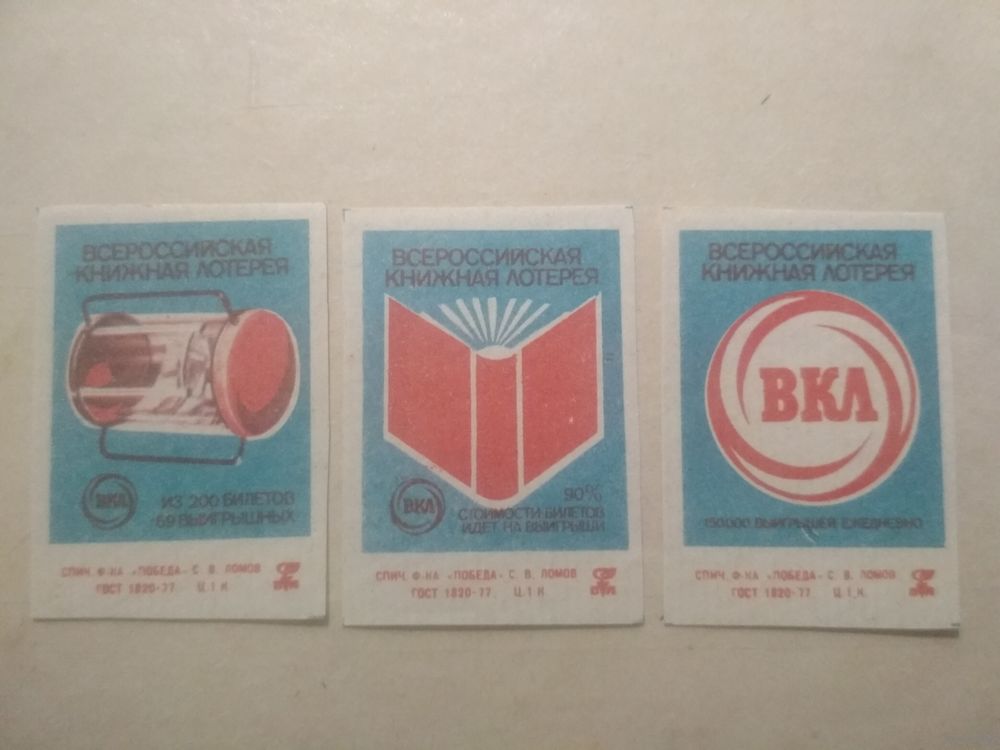 ВСЕРОССИЙСКАЯ
КНИЖНАЯ ЛОТЕРЕЯ
ВКЛ
ИЗ 200 БИЛЕТОВ
69 ВЫИГРЫШНЫХ
СПИЧ. Ф-КА «ПОБЕДА» С. В. ЛОМОВ
ГОСТ 1820-77 Ц. 1 К.
ВСЕРОССИЙСКАЯ
КНИЖНАЯ ЛОТЕРЕЯ
ВКЛ
90%
СТОИМОСТИ БИЛЕТОВ
ИДЕТ НА ВЫИГРЫШИ
СПИЧ. Ф-КА «ПОБЕДА» С. В. ЛОМОВ
ГОСТ 1820-77 Ц. 1 К.
ВСЕРОССИЙСКАЯ
КНИЖНАЯ ЛОТЕРЕЯ
ВКЛ
150000 ВЫИГРЫШЕЙ ЕЖЕДНЕВНО
СПИЧ. Ф-КА «ПОБЕДА» С. В. ЛОМОВ
ГОСТ 1820-77 Ц. 1 К.